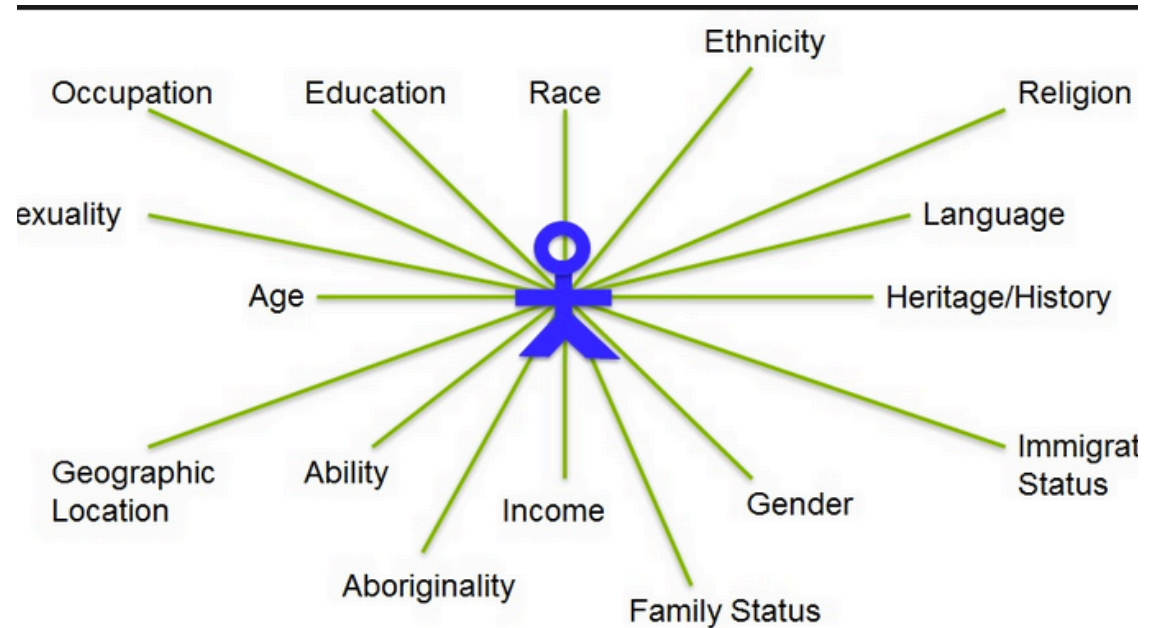 Ethnicity
Occupation
Education
Race
Religion
exuality
Language
Age
Heritage/History
Geographic
Location
Ability
Income
Gender
Immigrat
Status
Aboriginality
Family Status